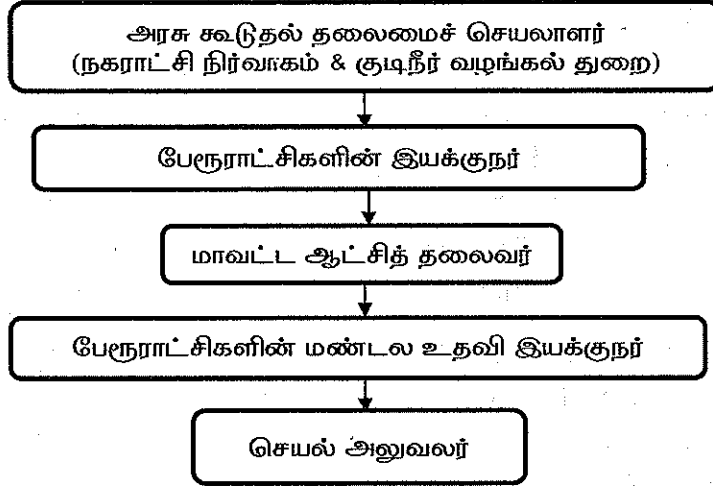 அரசு கூடுதல் தலைமைச் செயலாளர்
(நகராட்சி நிர்வாகம் & குடிநீர் வழங்கல் துறை)
பேரூராட்சிகளின் இயக்குநர்
மாவட்ட ஆட்சித் தலைவர்
பேரூராட்சிகளின் மண்டல உதவி இயக்குநர்
செயல் அலுவலர்